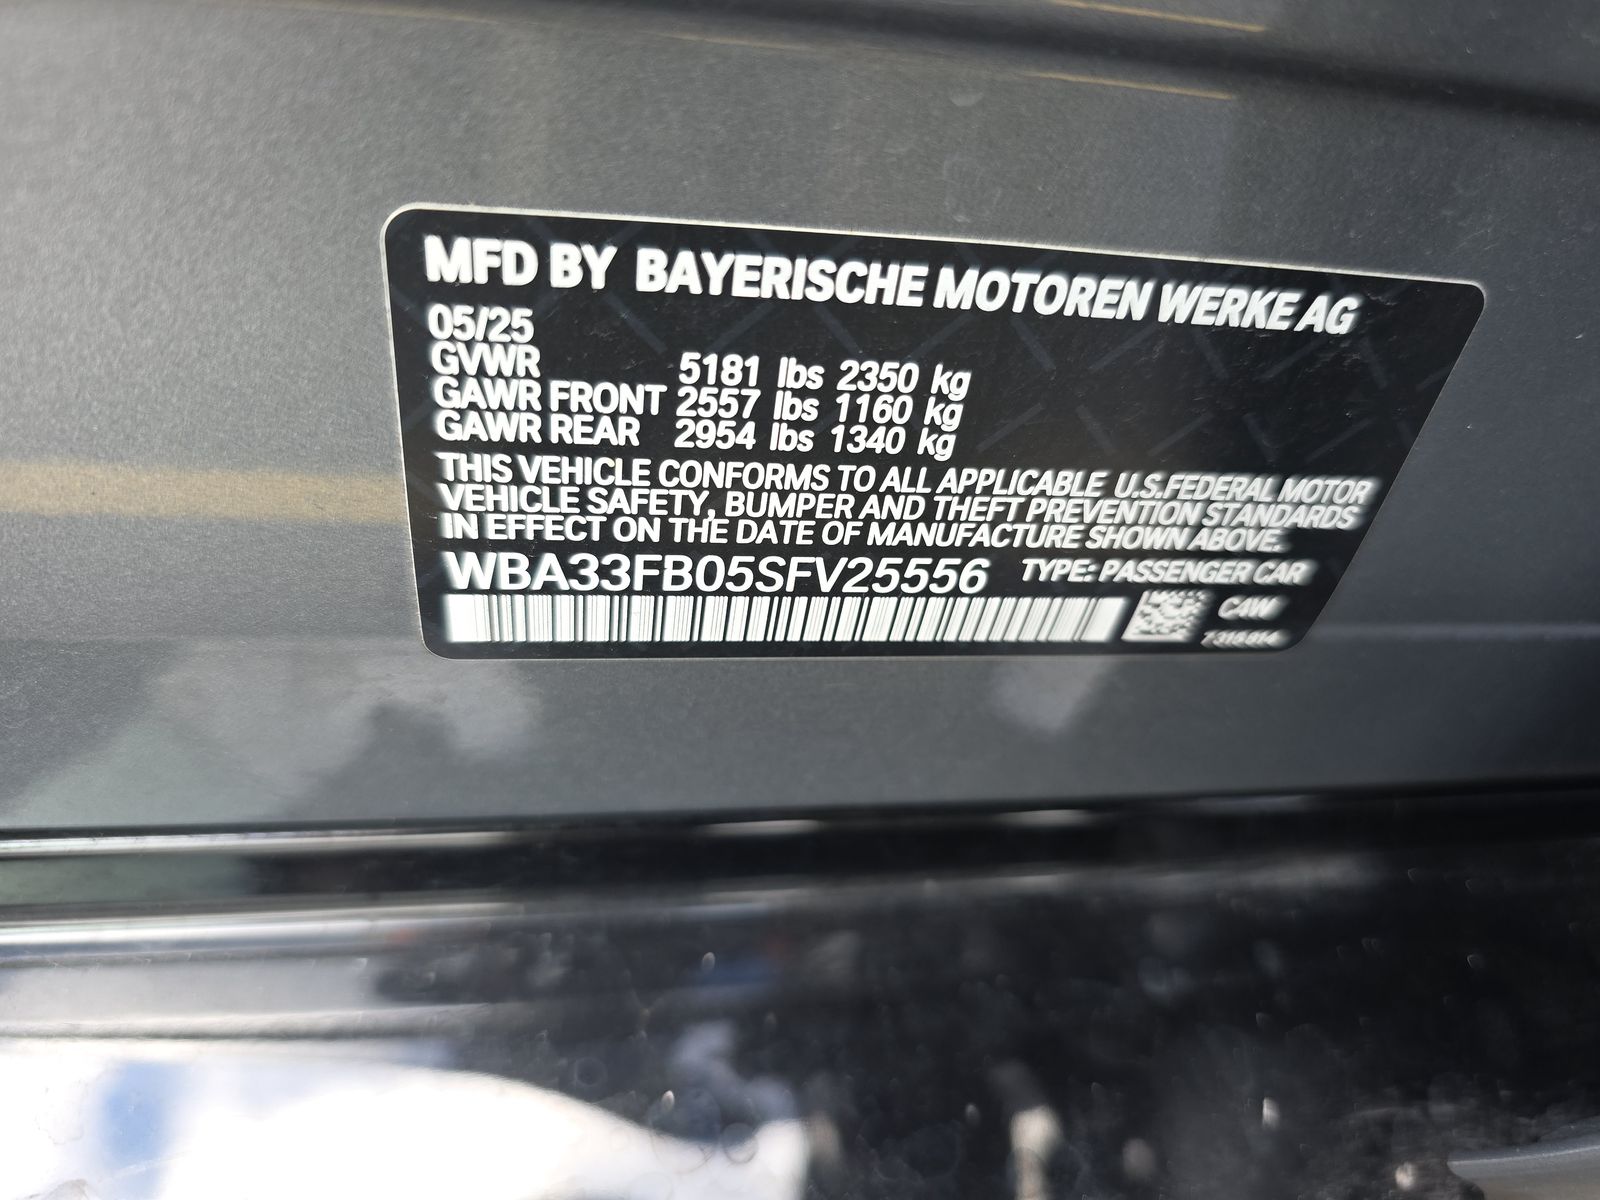 MFD BY BAYERISCHE MOTOREN WERKE AG
05/25
GVWR 5181 lbs 2350 kg
GAWR FRONT 2557 lbs 1160 kg
GAWR REAR 2954 lbs 1340 kg
THIS VEHICLE CONFORMS TO ALL APPLICABLE U.S.FEDERAL MOTOR
VEHICLE SAFETY, BUMPER AND THEFT PREVENTION STANDARDS
IN EFFECT ON THE DATE OF MANUFACTURE SHOWN ABOVE.
WBA33FB05SFV25556 TYPE: PASSENGER CAR
C4W